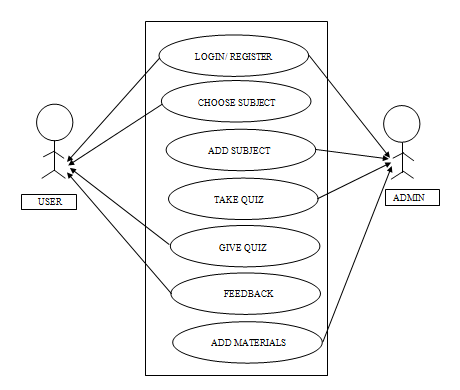 LOGIN/ REGISTER
CHOOSE SUBJECT
ADD SUBJECT
TAKE QUIZ
GIVE QUIZ
FEEDBACK
ADD MATERIALS
USER
ADMIN